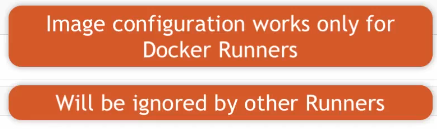 Image configuration works only for
Docker Runners
Will be ignored by other Runners